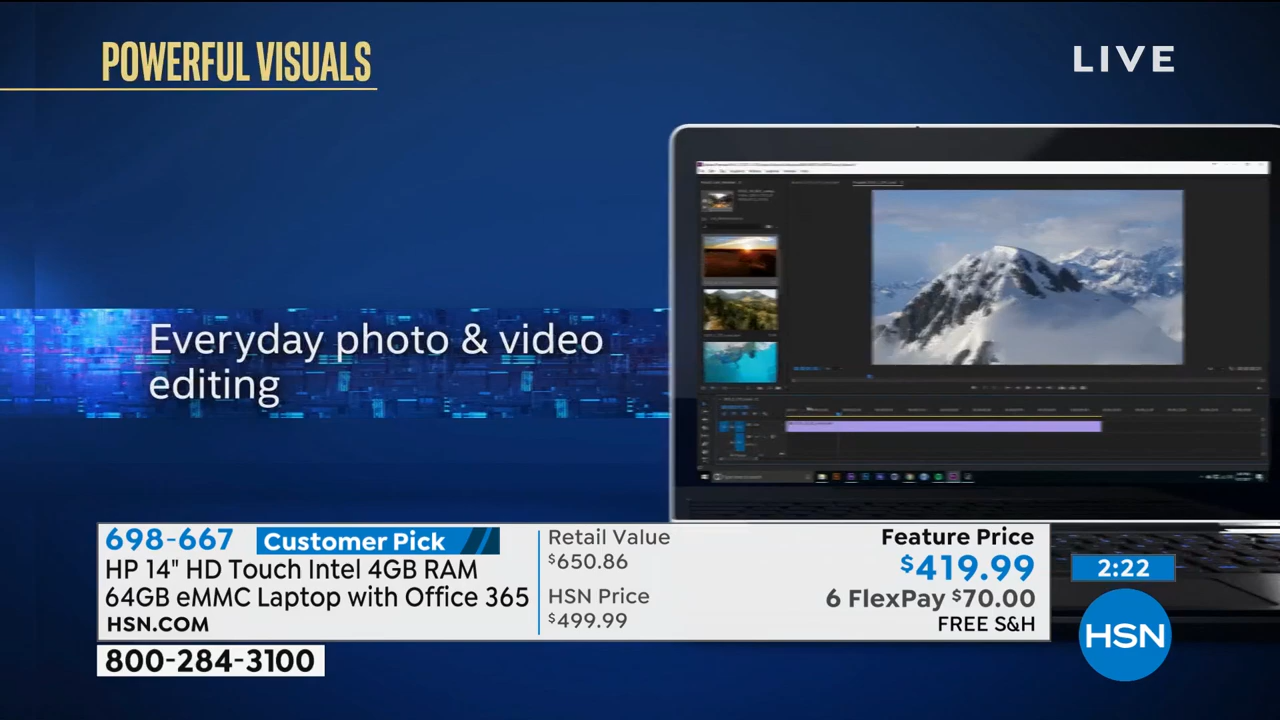 POWERFUL VISUALS
LIVE
Everyday photo & video
editing
698-667
Customer Pick
HP 14" HD Touch Intel 4GB RAM
64GB eMMC Laptop with Office 365
HSN.COM
Retail Value
$650.86
HSN Price
$499.99
Feature Price
$419.99
6 FlexPay $70.00
FREE S&H
2:22
HSN
800-284-3100